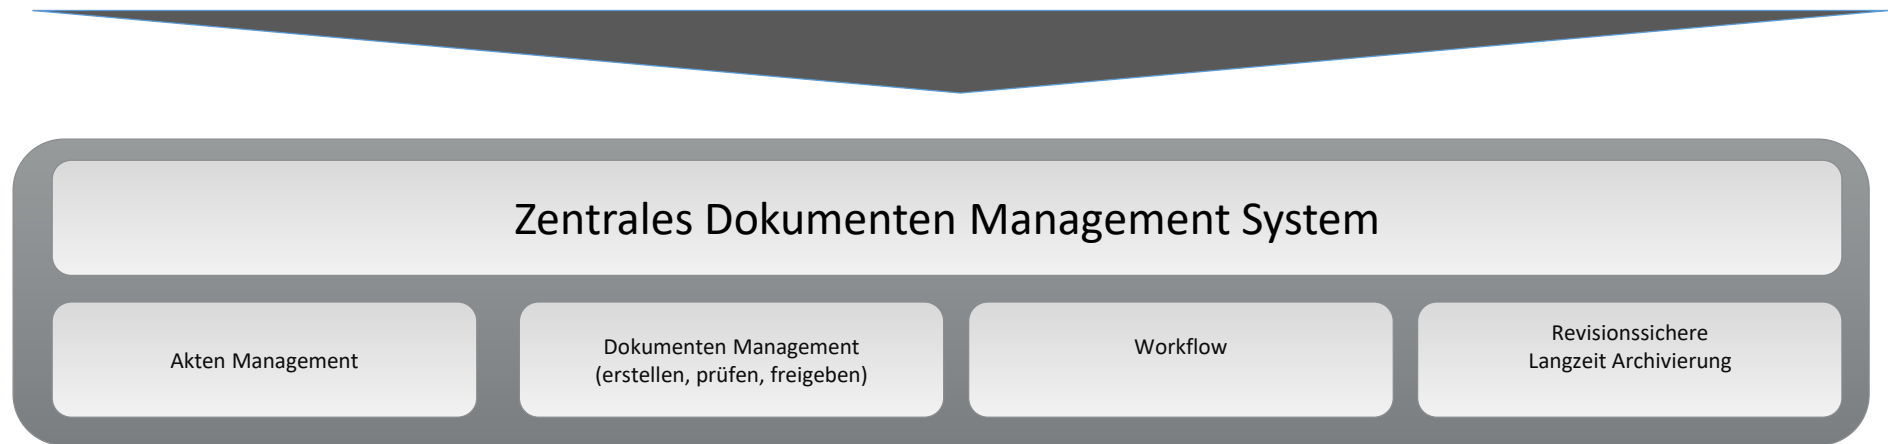 Zentrales Dokumenten Management System
Akten Management
Dokumenten Management
(erstellen, prüfen, freigeben)
Workflow
Revisionssichere
Langzeit Archivierung